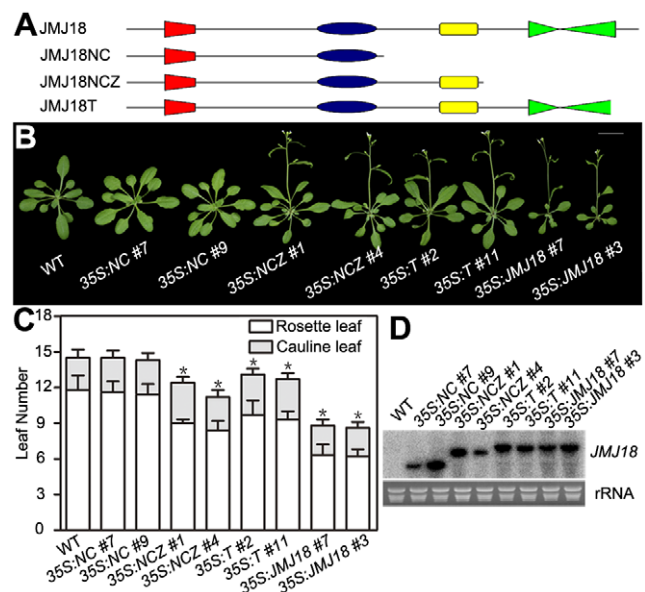 A
JMJ18
JMJ18NC
JMJ18NCZ
JMJ18T
B
WT
35S:NC #7
35S:NC #9
35S:NCZ #1
35S:NCZ #4
35S:T #2
35S:T #11
35S:JMJ18 #7
35S:JMJ18 #3
C
Leaf Number
18
15
12
9
6
3
0
Rosette leaf
Cauline leaf
* * * * * *
WT
35S:NC #7
35S:NC #9
35S:NCZ #1
35S:NCZ #4
35S:T #2
35S:T #11
35S:JMJ18 #7
35S:JMJ18 #3
D
WT
35S:NC #7
35S:NC #9
35S:NCZ #1
35S:NCZ #4
35S:T #2
35S:T #11
35S:JMJ18 #7
35S:JMJ18 #3
JMJ18
rRNA